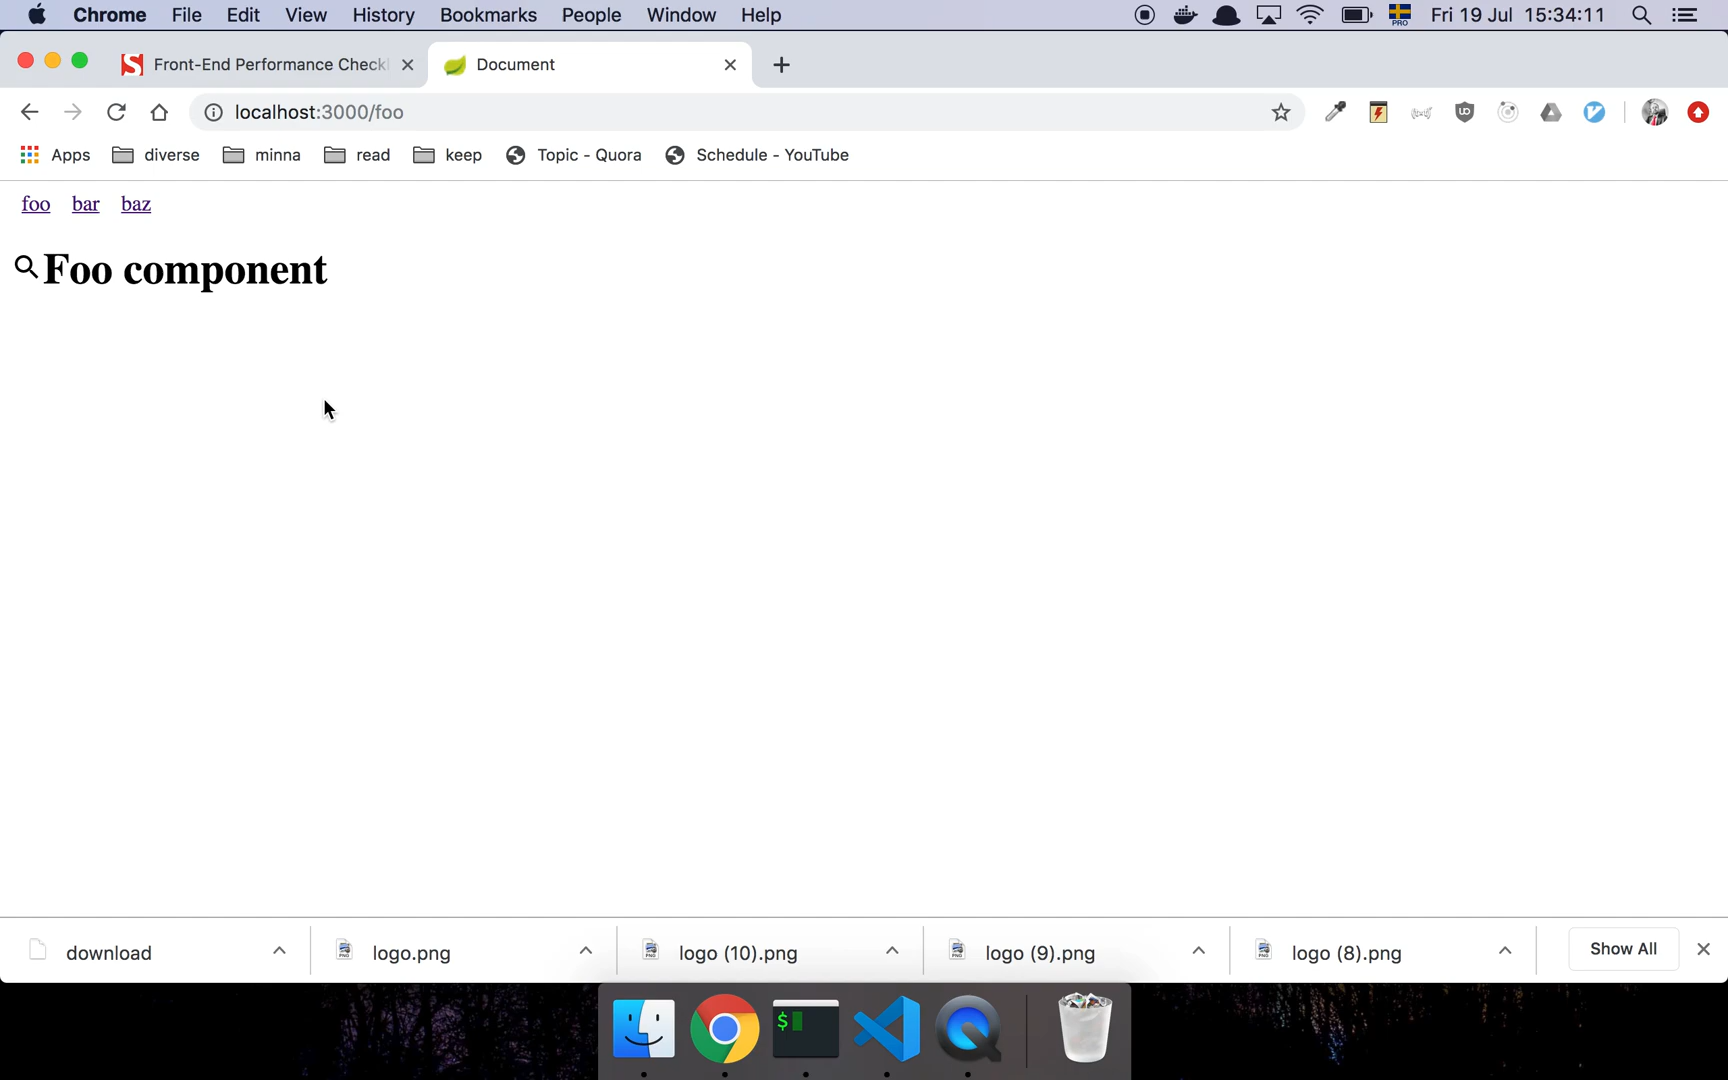 Chrome File Edit View History Bookmarks People Window Help PRO Fri 19 Jul 15:34:11
S Front-End Performance Check Document
localhost:3000/foo
Apps diverse minna read keep Topic - Quora Schedule - YouTube
foo bar baz
Foo component
download logo.png logo (10).png logo (9).png logo (8).png Show All